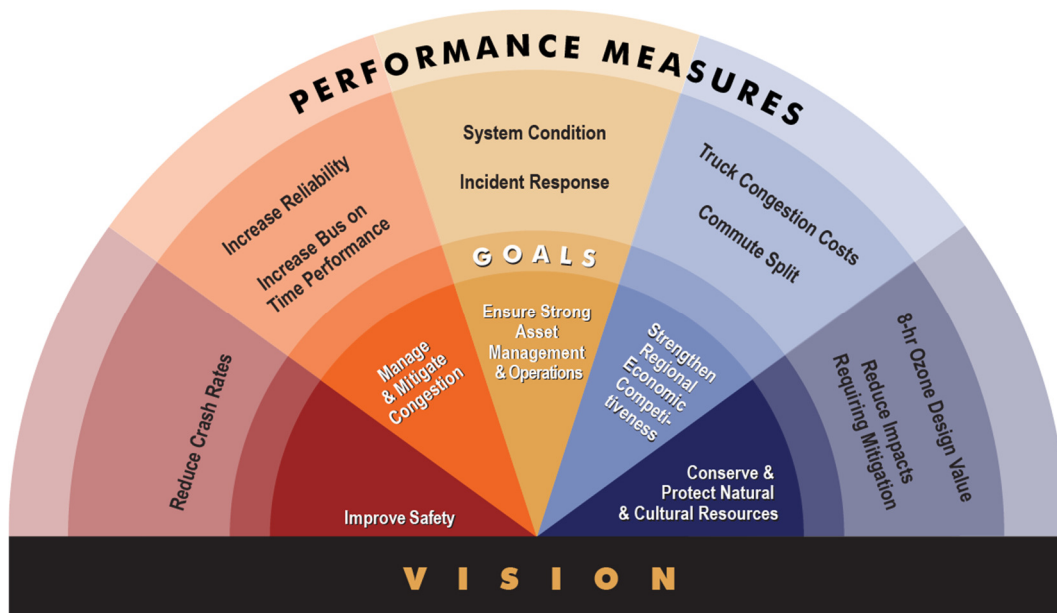 PERFORMANCE MEASURES
Reduce Crash Rates
Increase Reliability
Increase Bus on
Time Performance
System Condition
Incident Response
Truck Congestion Costs
Commute Split
8-hr Ozone Design Value
Reduce Impacts
Requiring Mitigation
GOALS
Improve Safety
Manage
& Mitigate
Congestion
Ensure Strong
Asset
Management
& Operations
Strengthen
Regional
Economic
Competi-
tiveness
Conserve &
Protect Natural
& Cultural Resources
VISION